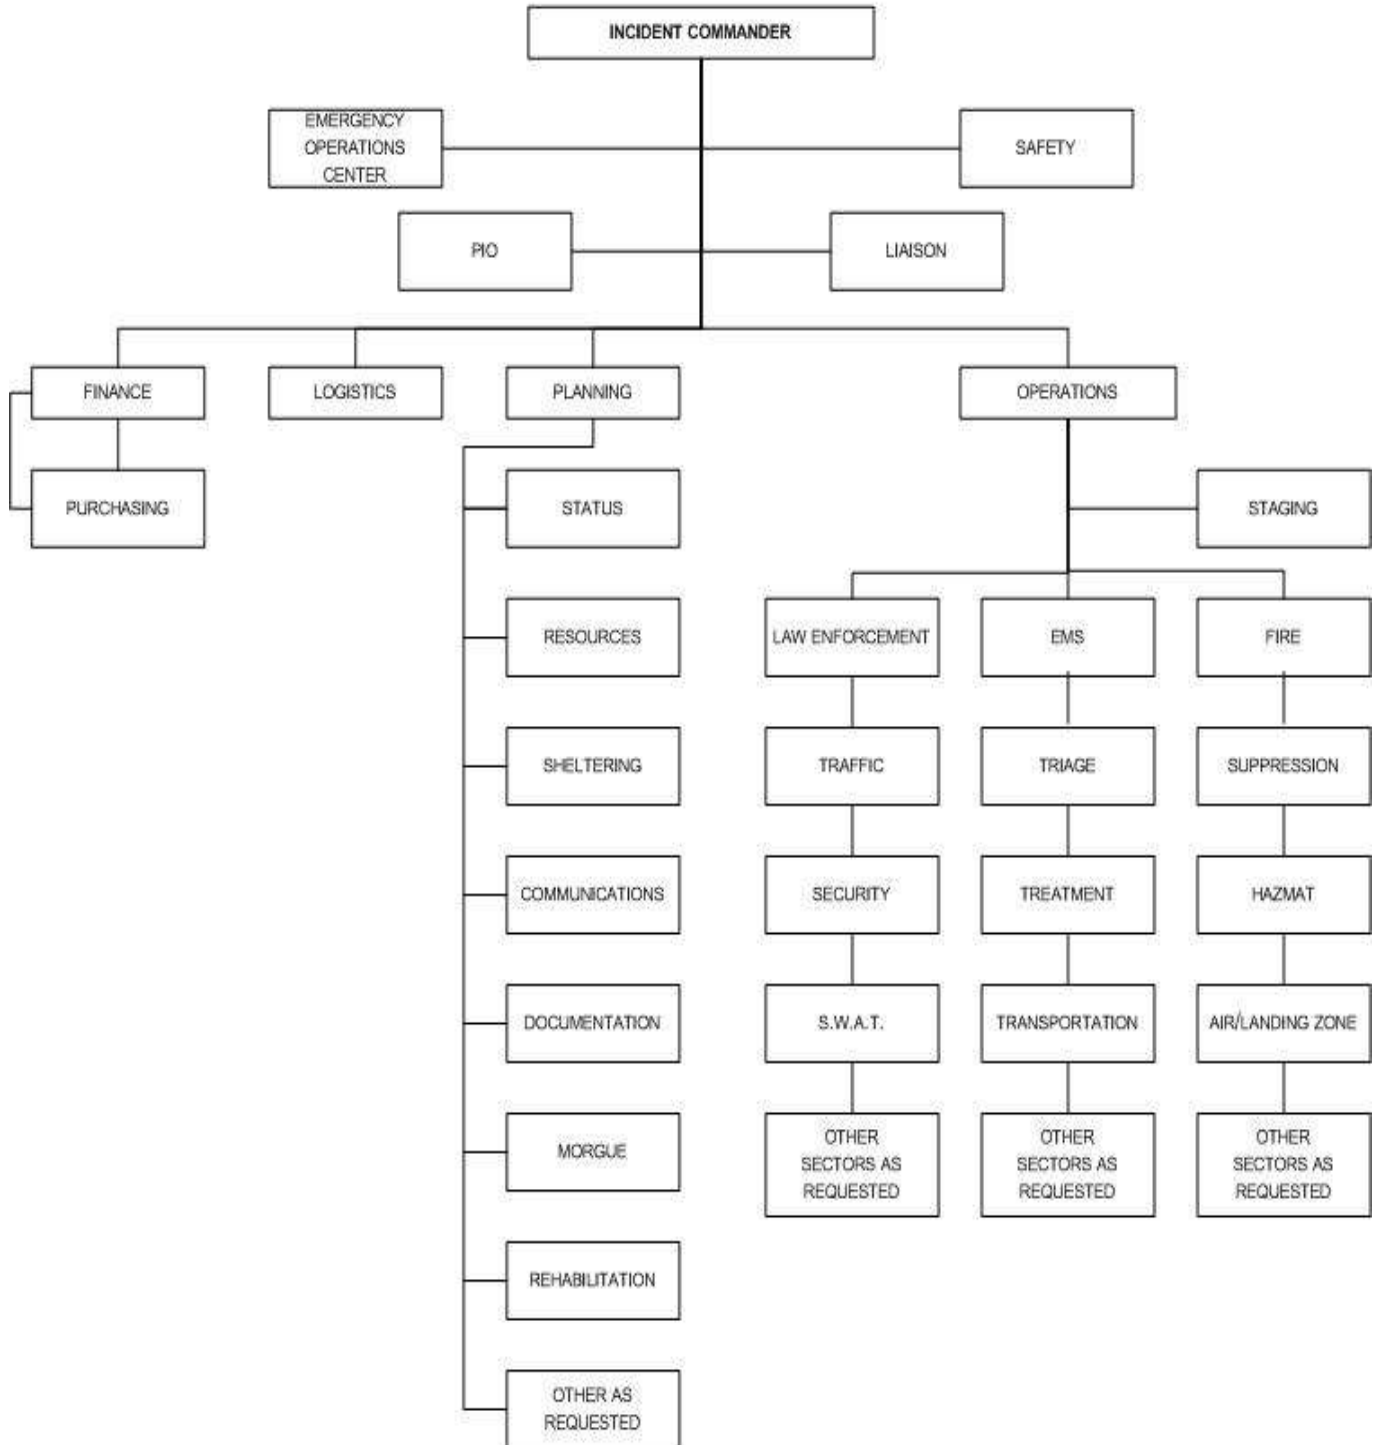 INCIDENT COMMANDER
EMERGENCY
OPERATIONS
CENTER
SAFETY
PIO
LIAISON
FINANCE
LOGISTICS
PLANNING
OPERATIONS
PURCHASING
STATUS
STAGING
RESOURCES
LAW ENFORCEMENT
EMS
FIRE
SHELTERING
TRAFFIC
TRIAGE
SUPPRESSION
COMMUNICATIONS
SECURITY
TREATMENT
HAZMAT
DOCUMENTATION
S.W.A.T.
TRANSPORTATION
AIR/LANDING ZONE
MORGUE
OTHER
SECTORS AS
REQUESTED
OTHER
SECTORS AS
REQUESTED
OTHER
SECTORS AS
REQUESTED
REHABILITATION
OTHER AS
REQUESTED